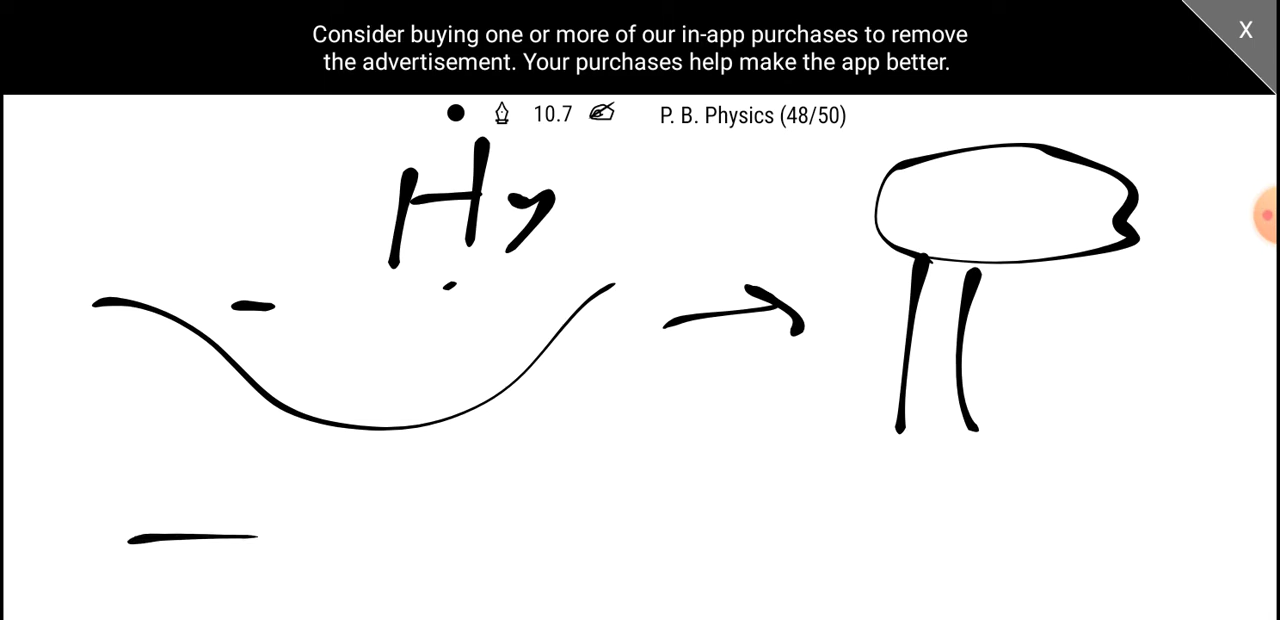 Consider buying one or more of our in-app purchases to remove
the advertisement. Your purchases help make the app better.
X
10.7 P. B. Physics (48/50)
Hy